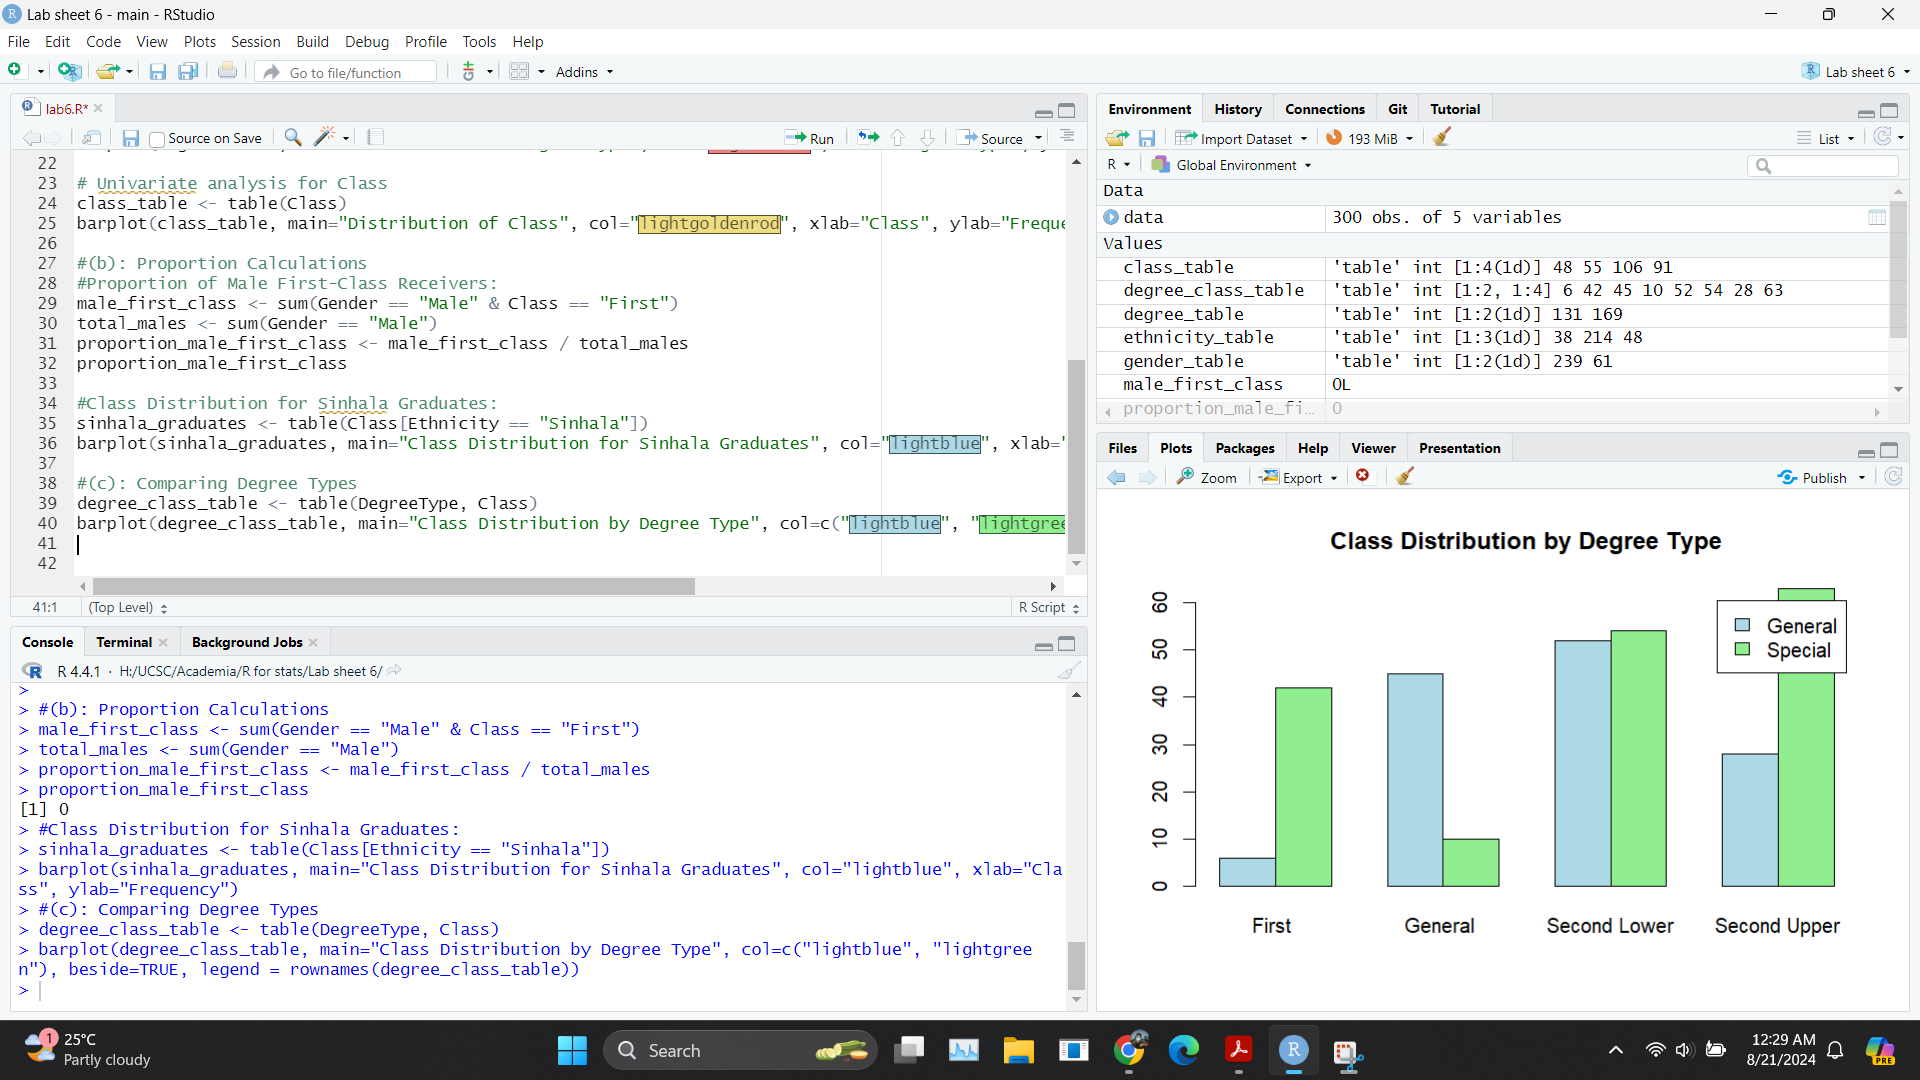 Lab sheet 6 - main - RStudio
File Edit Code View Plots Session Build Debug Profile Tools Help
Go to file/function Addins Lab sheet 6
lab6.R*
Source on Save Run Source
22
23 # Univariate analysis for Class
24 class_table <- table(Class)
25 barplot(class_table, main="Distribution of Class", col="lightgoldenrod", xlab="Class", ylab="Freque
26
27 #(b): Proportion Calculations
28 #Proportion of Male First-Class Receivers:
29 male_first_class <- sum(Gender == "Male" & Class == "First")
30 total_males <- sum(Gender == "Male")
31 proportion_male_first_class <- male_first_class / total_males
32 proportion_male_first_class
33
34 #Class Distribution for Sinhala Graduates:
35 sinhala_graduates <- table(Class[Ethnicity == "Sinhala"])
36 barplot(sinhala_graduates, main="Class Distribution for Sinhala Graduates", col="lightblue", xlab="
37
38 #(c): Comparing Degree Types
39 degree_class_table <- table(DegreeType, Class)
40 barplot(degree_class_table, main="Class Distribution by Degree Type", col=c("lightblue", "lightgree
41
42
41:1 (Top Level) R Script
Console Terminal Background Jobs
R 4.4.1 · H:/UCSC/Academia/R for stats/Lab sheet 6/
>
> #(b): Proportion Calculations
> male_first_class <- sum(Gender == "Male" & Class == "First")
> total_males <- sum(Gender == "Male")
> proportion_male_first_class <- male_first_class / total_males
> proportion_male_first_class
[1] 0
> #Class Distribution for Sinhala Graduates:
> sinhala_graduates <- table(Class[Ethnicity == "Sinhala"])
> barplot(sinhala_graduates, main="Class Distribution for Sinhala Graduates", col="lightblue", xlab="Cla
ss", ylab="Frequency")
> #(c): Comparing Degree Types
> degree_class_table <- table(DegreeType, Class)
> barplot(degree_class_table, main="Class Distribution by Degree Type", col=c("lightblue", "lightgree
n"), beside=TRUE, legend = rownames(degree_class_table))
>
Environment History Connections Git Tutorial
Import Dataset 193 MiB List
R Global Environment
Data
data 300 obs. of 5 variables
Values
class_table 'table' int [1:4(1d)] 48 55 106 91
degree_class_table 'table' int [1:2, 1:4] 6 42 45 10 52 54 28 63
degree_table 'table' int [1:2(1d)] 131 169
ethnicity_table 'table' int [1:3(1d)] 38 214 48
gender_table 'table' int [1:2(1d)] 239 61
male_first_class 0L
proportion_male_fi… 0
Files Plots Packages Help Viewer Presentation
Zoom Export Publish
Class Distribution by Degree Type
60
50
40
30
20
10
0
General
Special
First General Second Lower Second Upper
1
25°C
Partly cloudy
Search
PRE
12:29 AM
8/21/2024